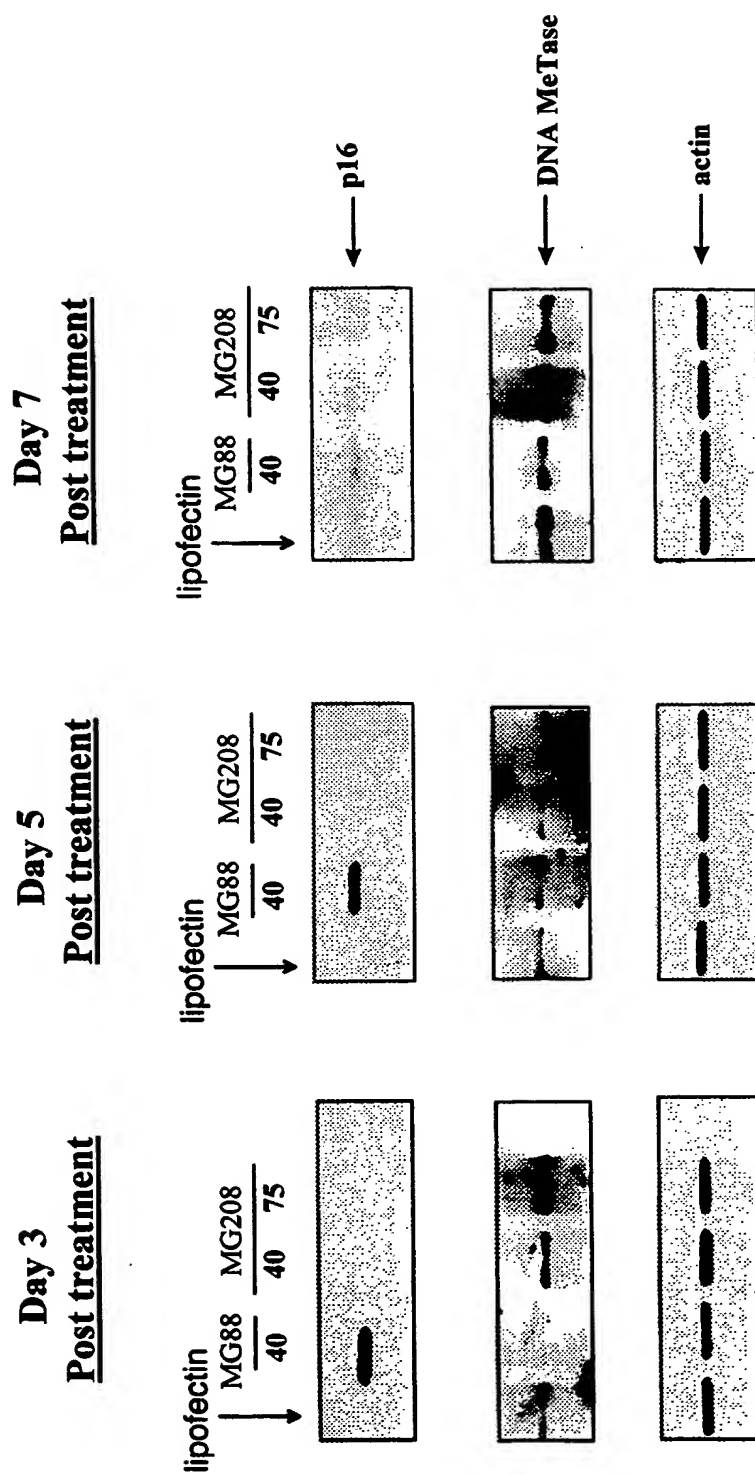 Day 3
Post treatment
lipofectin
MG88 MG208
40 40 75
Day 5
Post treatment
lipofectin
MG88 MG208
40 40 75
Day 7
Post treatment
lipofectin
MG88 MG208
40 40 75
p16
DNA MeTase
actin